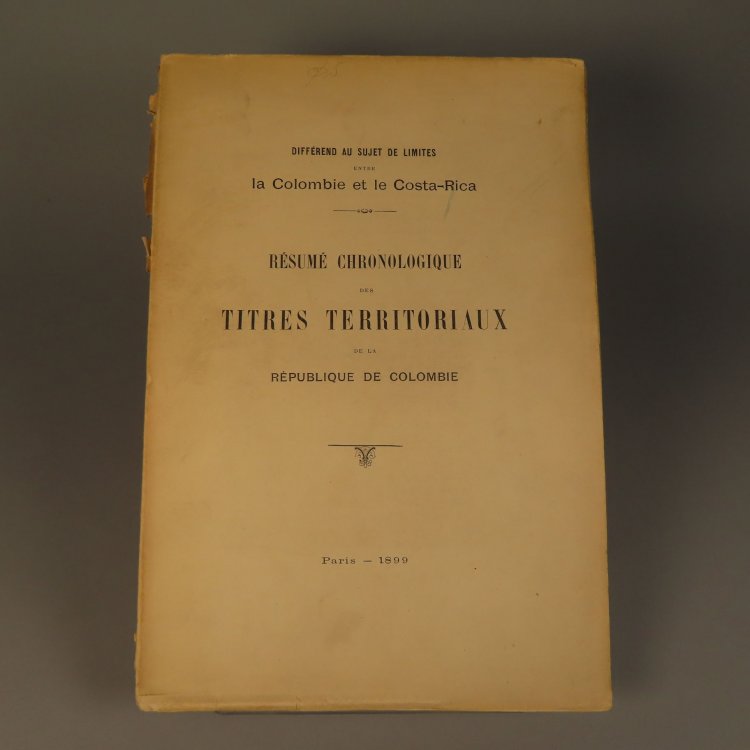 DIFFÉREND AU SUJET DE LIMITES
ENTRE
la Colombie et le Costa-Rica
RÉSUMÉ CHRONOLOGIQUE
DES
TITRES TERRITORIAUX
DE LA
RÉPUBLIQUE DE COLOMBIE
Paris — 1899